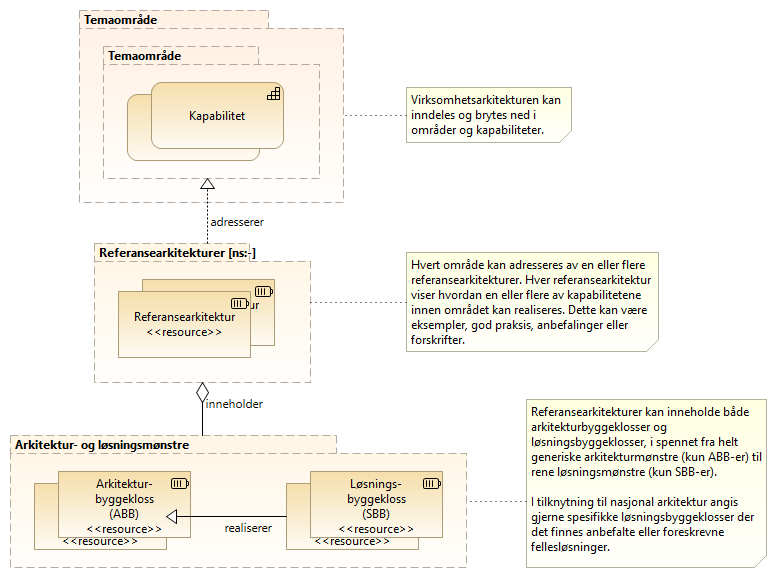 Temaområde
Temaområde
Kapabilitet
Virksomhetsarkitekturen kan
inndeles og brytes ned i
områder og kapabiliteter.
adresserer
Referansearkitekturer [ns:-]
ur
Referansearkitektur
<<resource>>
Hvert område kan adresseres av en eller flere
referansearkitekturer. Hver referansearkitektur
viser hvordan en eller flere av kapabilitetene
innen området kan realiseres. Dette kan være
eksempler, god praksis, anbefalinger eller
forskrifter.
inneholder
Arkitektur- og løsningsmønstre
Arkitektur-
byggekloss
(ABB)
<<resource>>
<<resource>>
realiserer
Løsnings-
byggekloss
(SBB)
<<resource>>
<<resource>>
Referansearkitekturer kan inneholde både
arkitekturbyggeklosser og
løsningsbyggeklosser, i spennet fra helt
generiske arkitekturmønstre (kun ABB-er) til
rene løsningsmønstre (kun SBB-er).
I tilknytning til nasjonal arkitektur angis
gjerne spesifikke løsningsbyggeklosser der
det finnes anbefalte eller foreskrevne
fellesløsninger.